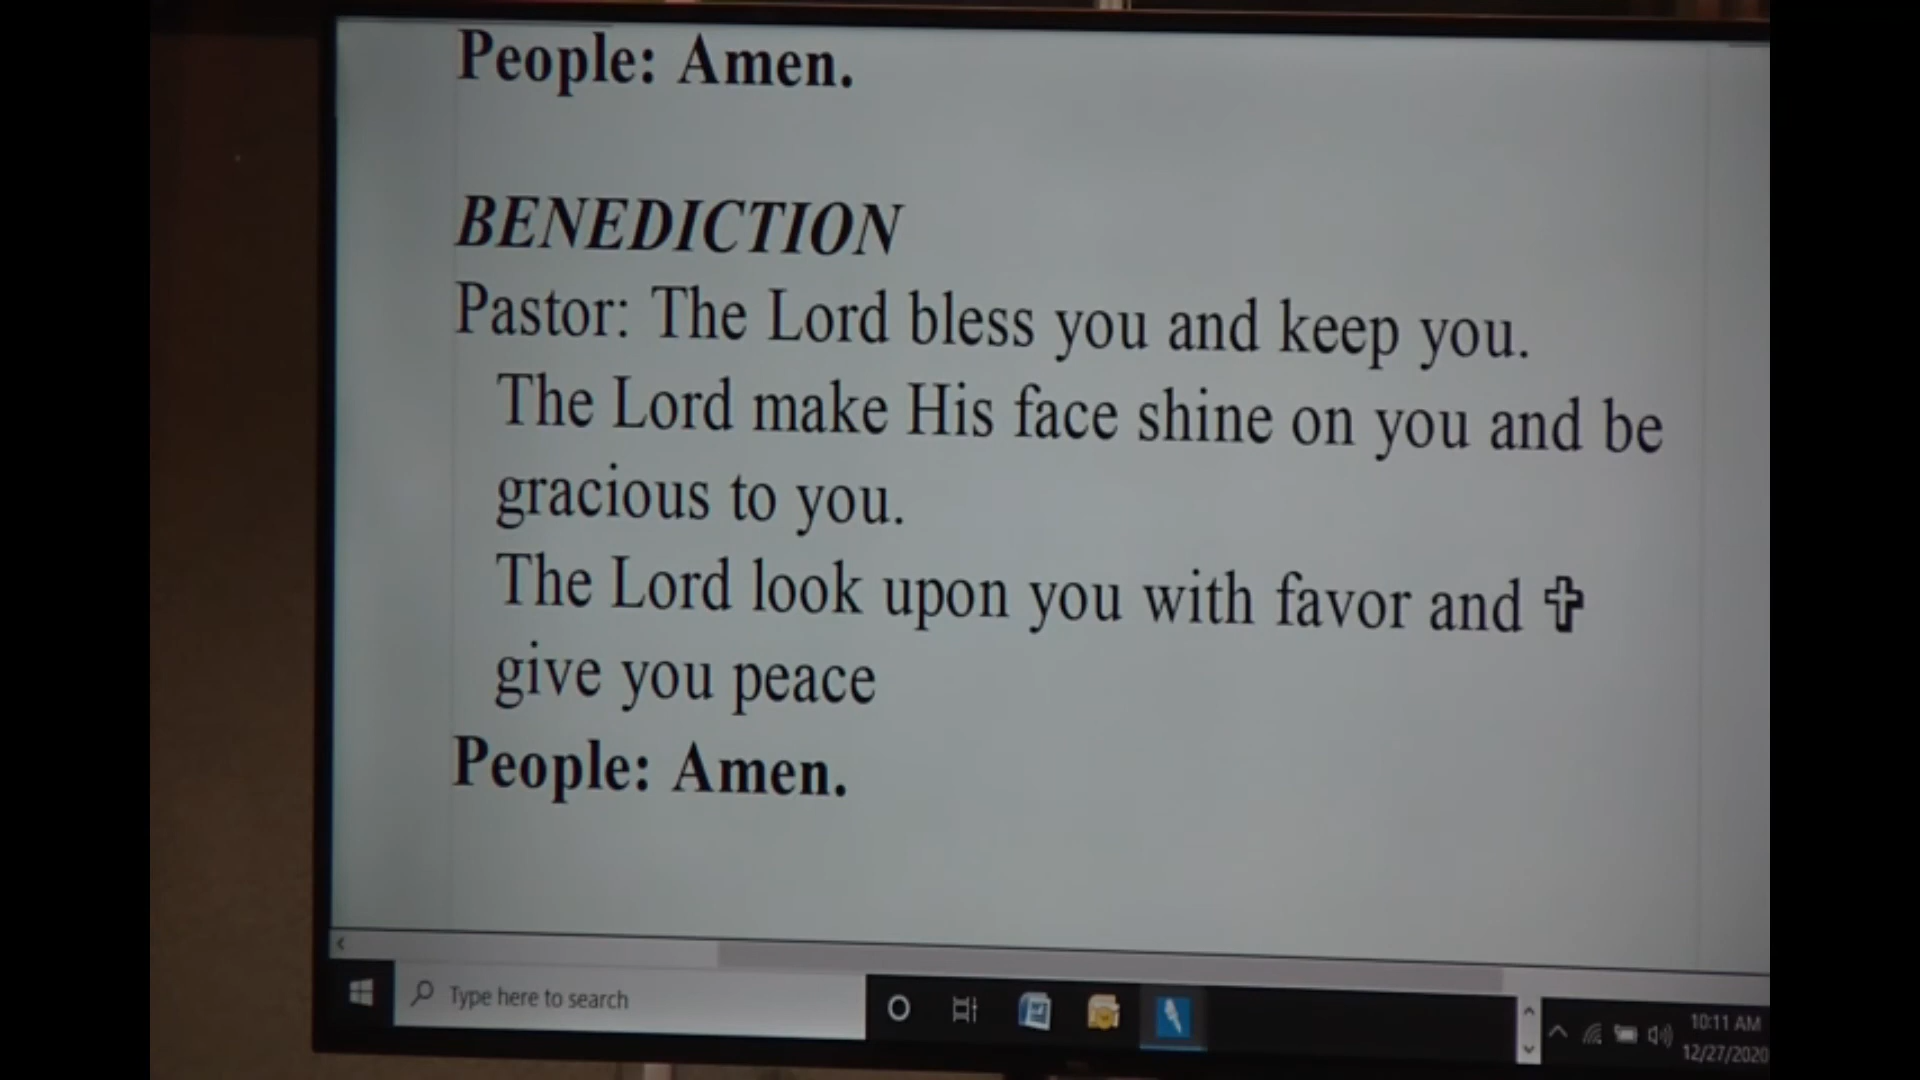 People: Amen.
BENEDICTION
Pastor: The Lord bless you and keep you.
The Lord make His face shine on you and be
gracious to you.
The Lord look upon you with favor and ✞
give you peace
People: Amen.
Type here to search
10:11 AM
12/27/2020